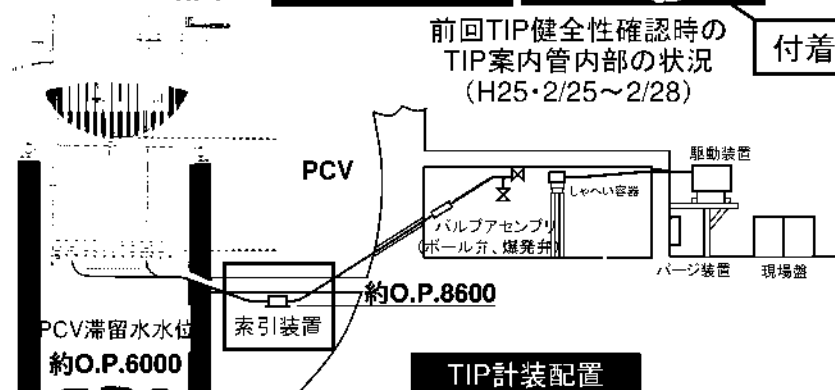 前回TIP健全性確認時の
TIP案内管内部の状況
（H25・2/25～2/28）
付着
PCV
駆動装置
しゃへい容器
バルブアセンブリ
（ボール弁、爆発弁）
パージ装置
現場盤
約O.P.8600
索引装置
PCV滞留水水位
約O.P.6000
TIP計装配置